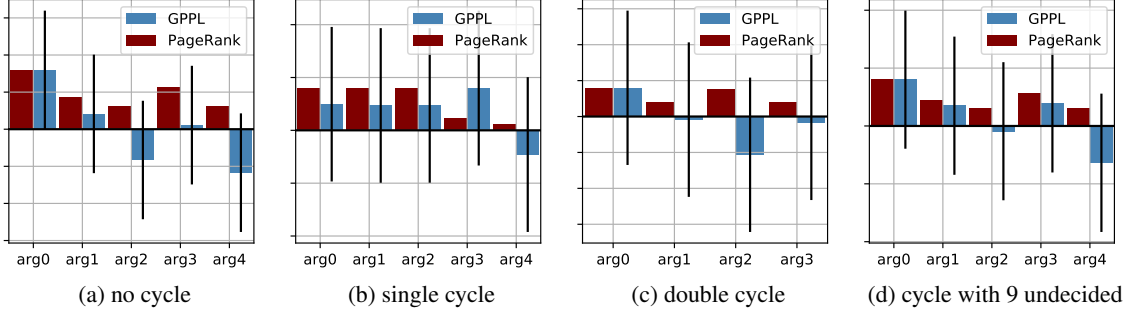 GPPL
PageRank
arg0 arg1 arg2 arg3 arg4
(a) no cycle
GPPL
PageRank
arg0 arg1 arg2 arg3 arg4
(b) single cycle
GPPL
PageRank
arg0 arg1 arg2 arg3
(c) double cycle
GPPL
PageRank
arg0 arg1 arg2 arg3 arg4
(d) cycle with 9 undecided